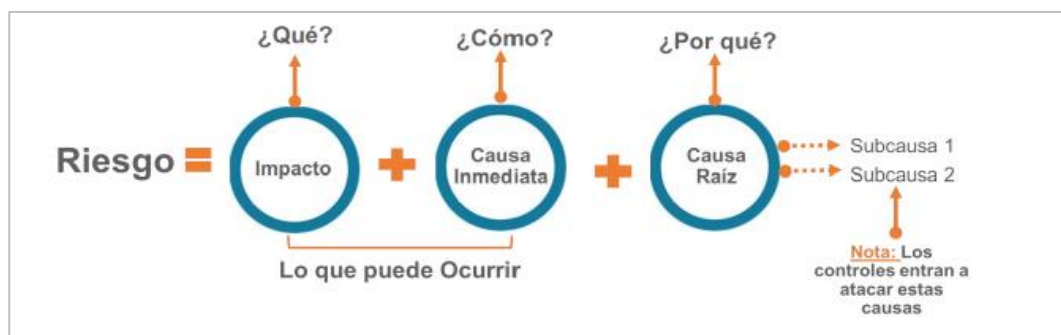 ¿Qué?
¿Cómo?
¿Por qué?
Riesgo =
Impacto
+
Causa
Inmediata
+
Causa
Raíz
Subcausa 1
Subcausa 2
Lo que puede Ocurrir
Nota: Los
controles entran a
atacar estas
causas